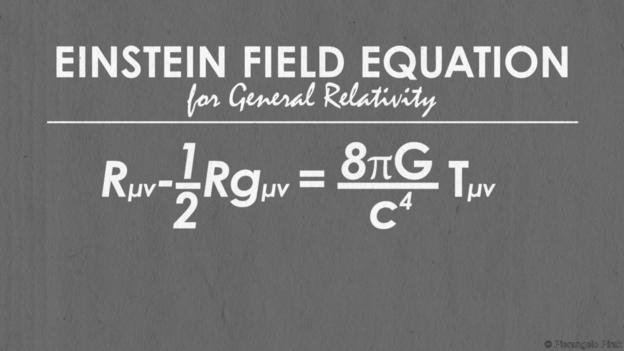 EINSTEIN FIELD EQUATION
for General Relativity
Rμν-1/2Rgμν = 8πG/c⁴ Tμν